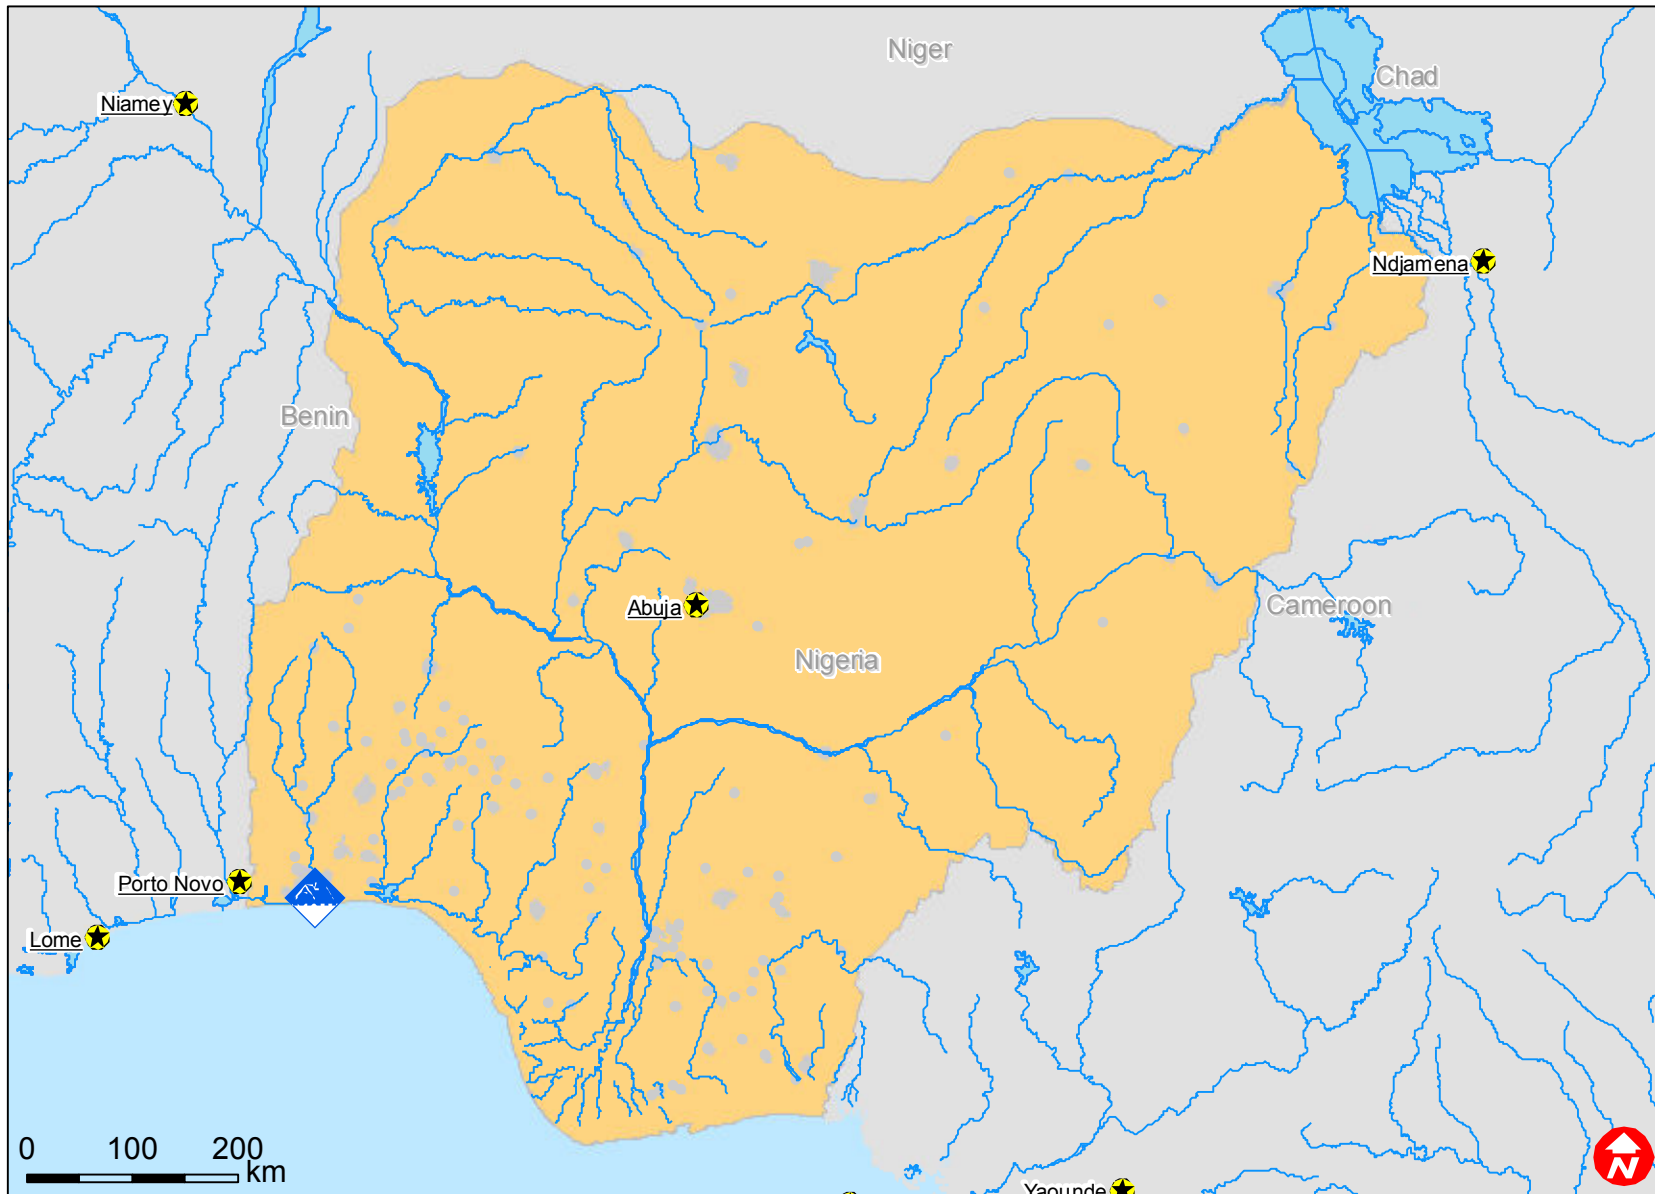 Niger
Chad
Niamey
Ndjamena
Benin
Abuja
Cameroon
Nigeria
Porto Novo
Lome
0 100 200
km
N
Yaounde